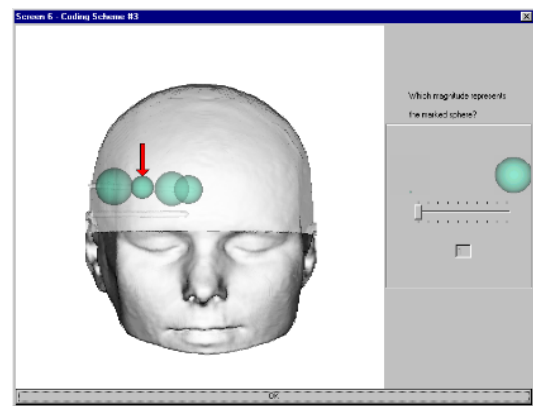 Screen 6 - Coding Scheme #3
Which magnitude represents
the marked sphere?
OK